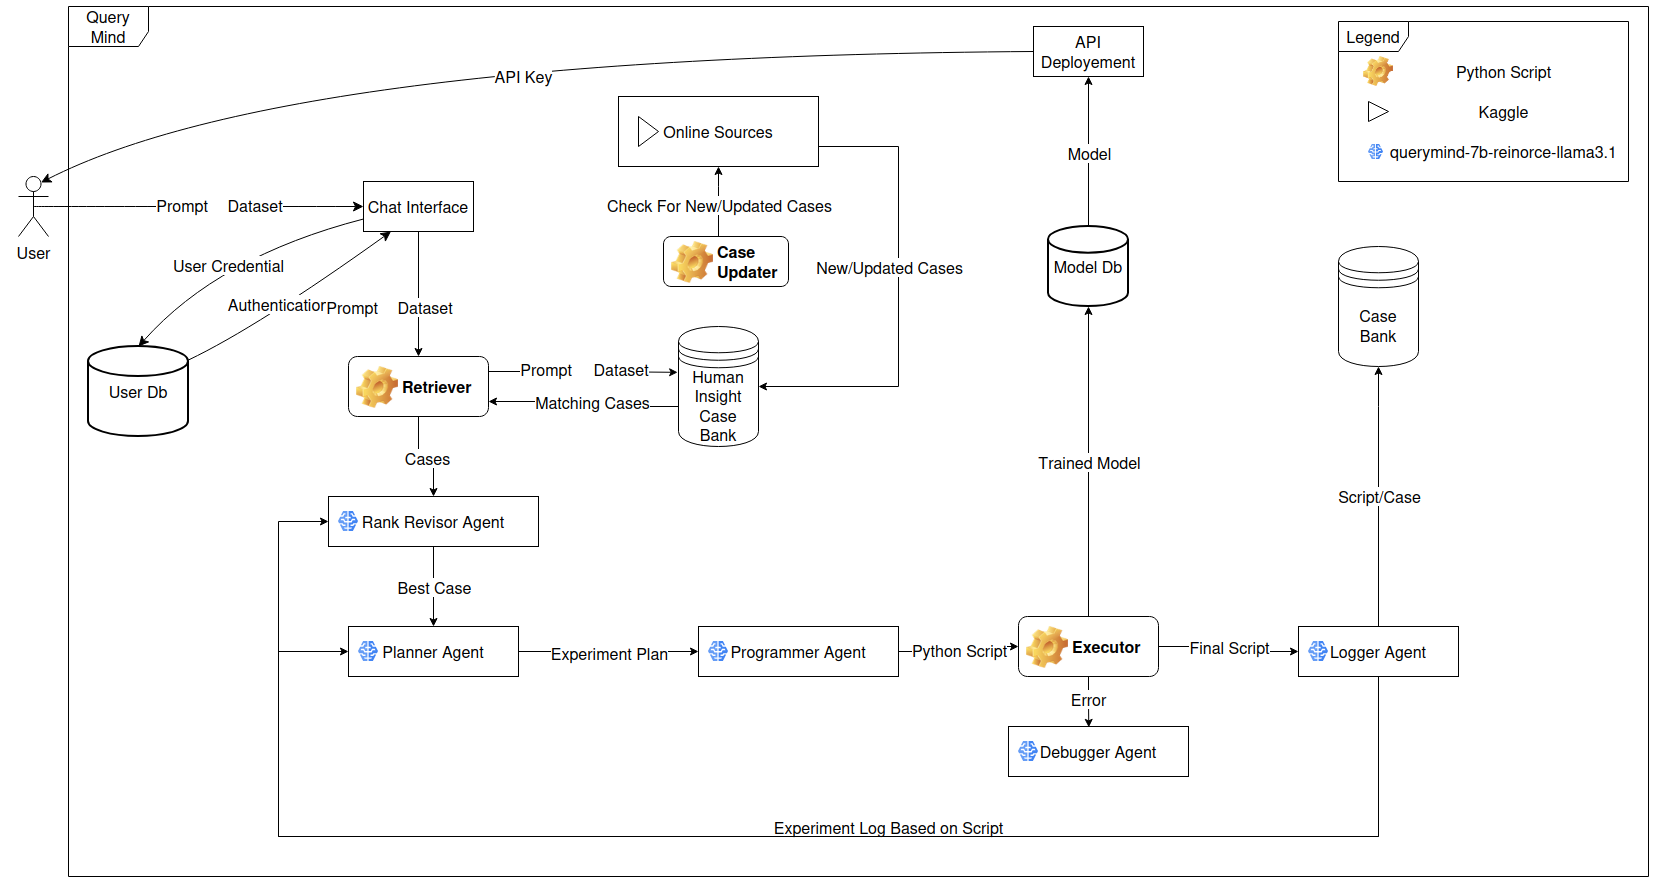 Query
Mind
API
Deployement
Legend
Python Script
Kaggle
querymind-7b-reinorce-llama3.1
API Key
Online Sources
Model
User
Prompt
Dataset
Chat Interface
Check For New/Updated Cases
Case
Updater
User Credential
New/Updated Cases
Model Db
Authentication
Prompt
Dataset
Case
Bank
User Db
Retriever
Prompt
Dataset
Matching Cases
Human
Insight
Case
Bank
Cases
Trained Model
Script/Case
Rank Revisor Agent
Best Case
Planner Agent
Experiment Plan
Programmer Agent
Python Script
Executor
Final Script
Logger Agent
Error
Debugger Agent
Experiment Log Based on Script